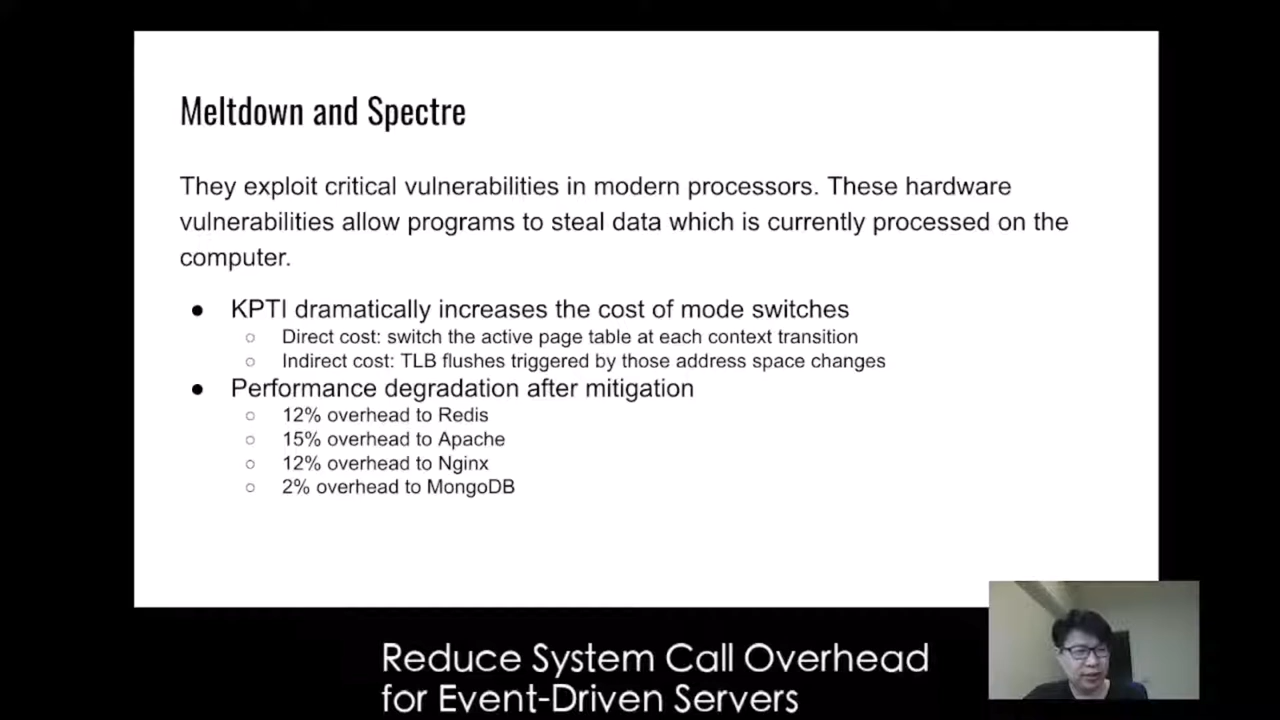 Meltdown and Spectre
They exploit critical vulnerabilities in modern processors. These hardware
vulnerabilities allow programs to steal data which is currently processed on the
computer.
● KPTI dramatically increases the cost of mode switches
○ Direct cost: switch the active page table at each context transition
○ Indirect cost: TLB flushes triggered by those address space changes
● Performance degradation after mitigation
○ 12% overhead to Redis
○ 15% overhead to Apache
○ 12% overhead to Nginx
○ 2% overhead to MongoDB
Reduce System Call Overhead
for Event-Driven Servers